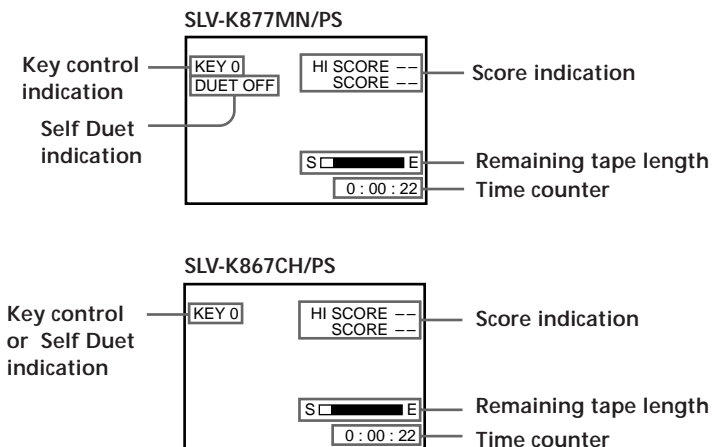 SLV-K877MN/PS
Key control indication
KEY 0
DUET OFF
HI SCORE ––
SCORE ––
Score indication
Self Duet indication
S E
Remaining tape length
0 : 00 : 22
Time counter
SLV-K867CH/PS
Key control or Self Duet indication
KEY 0
HI SCORE ––
SCORE ––
Score indication
S E
Remaining tape length
0 : 00 : 22
Time counter